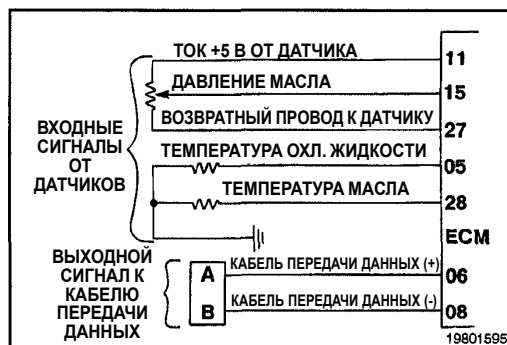 ТОК +5 В ОТ ДАТЧИКА 11
ДАВЛЕНИЕ МАСЛА 15
ВОЗВРАТНЫЙ ПРОВОД К ДАТЧИКУ 27
ВХОДНЫЕ
СИГНАЛЫ
ОТ
ДАТЧИКОВ
ТЕМПЕРАТУРА ОХЛ. ЖИДКОСТИ 05
ТЕМПЕРАТУРА МАСЛА 28
ECM
ВЫХОДНОЙ
СИГНАЛ К
КАБЕЛЮ
ПЕРЕДАЧИ
ДАННЫХ
A КАБЕЛЬ ПЕРЕДАЧИ ДАННЫХ (+) 06
B КАБЕЛЬ ПЕРЕДАЧИ ДАННЫХ (-) 08
19801595